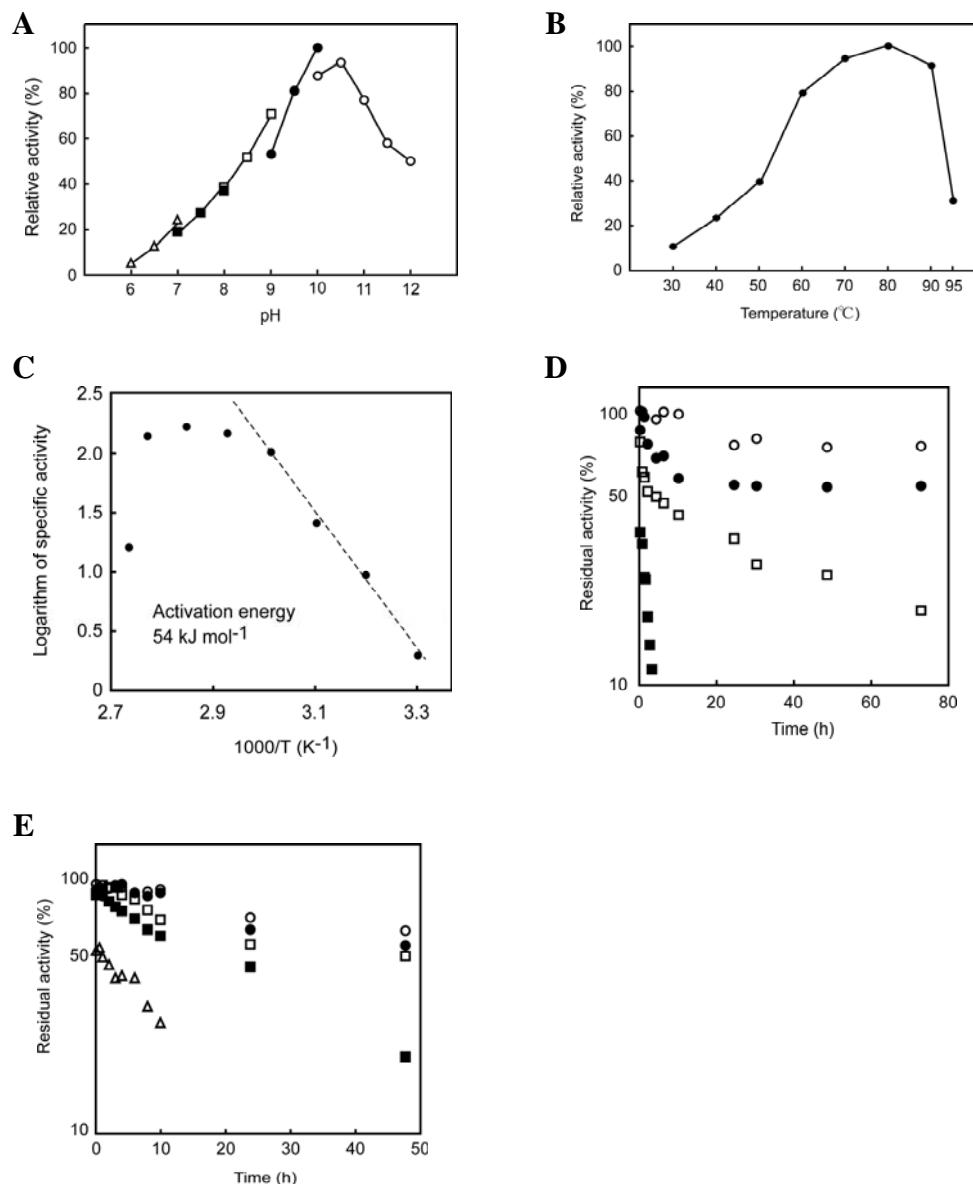 A
Relative activity (%)
100
80
60
40
20
0
6 7 8 9 10 11 12
pH
B
Relative activity (%)
100
80
60
40
20
0
30 40 50 60 70 80 90 95
Temperature (℃)
C
Logarithm of specific activity
2.5
2.0
1.5
1.0
0.5
0
Activation energy
54 kJ mol-1
2.7 2.9 3.1 3.3
1000/T (K-1)
D
Residual activity (%)
100
50
10
0 20 40 60 80
Time (h)
E
Residual activity (%)
100
50
10
0 10 20 30 40 50
Time (h)